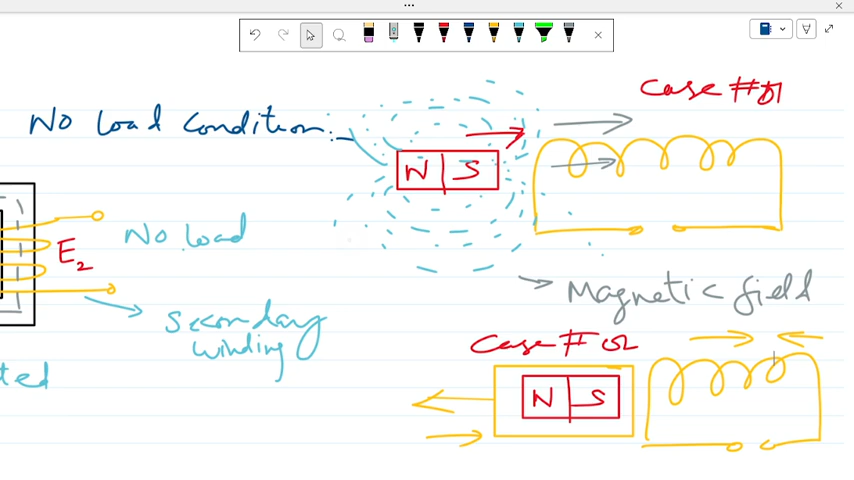 Case #01
No load condition:-
N S
No load
E2
Magnetic field
Secondary
winding
Case # 02
ted
N S